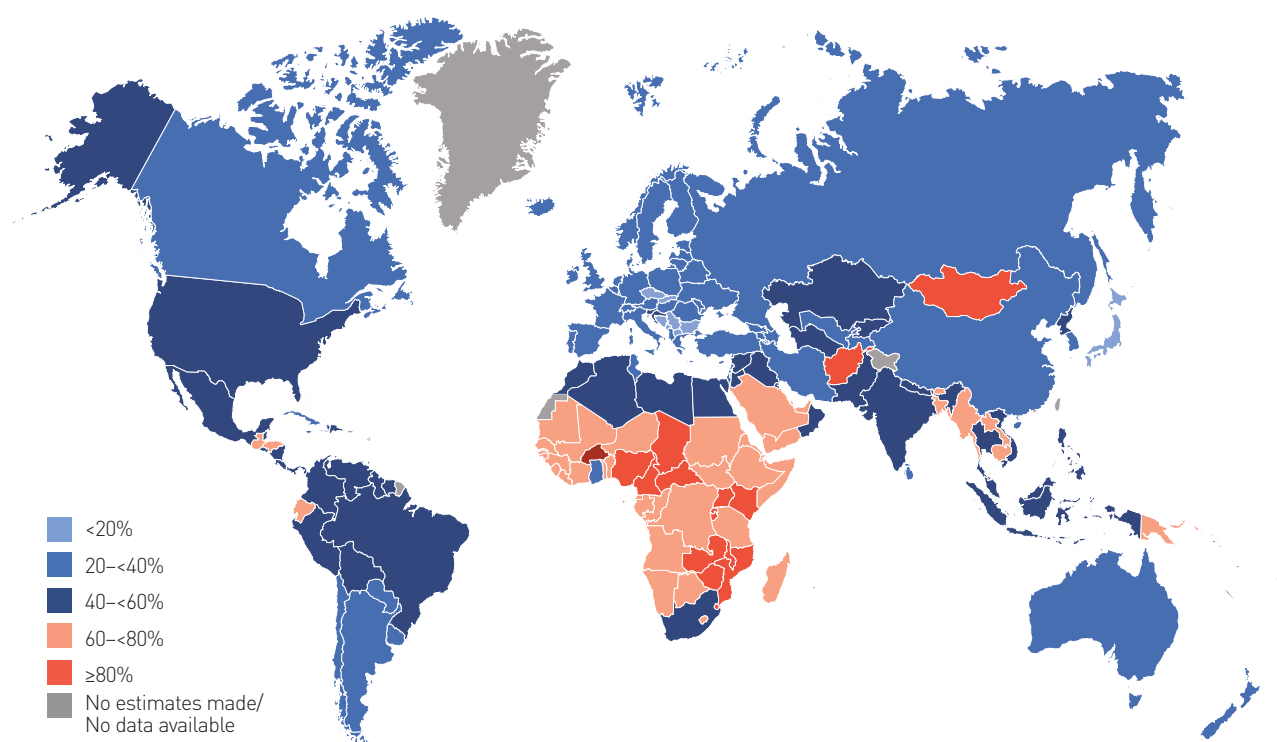 <20%
20–<40%
40–<60%
60–<80%
≥80%
No estimates made/
No data available